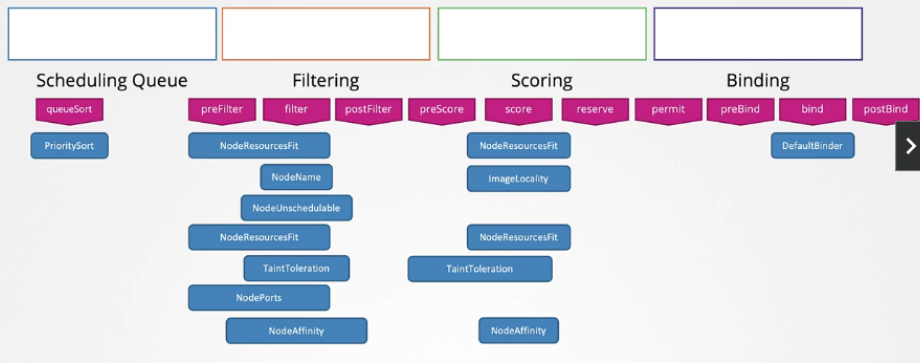 Scheduling Queue Filtering Scoring Binding
queueSort preFilter filter postFilter preScore score reserve permit preBind bind postBind
PrioritySort NodeResourcesFit NodeResourcesFit DefaultBinder
NodeName ImageLocality
NodeUnschedulable
NodeResourcesFit NodeResourcesFit
TaintToleration TaintToleration
NodePorts
NodeAffinity NodeAffinity